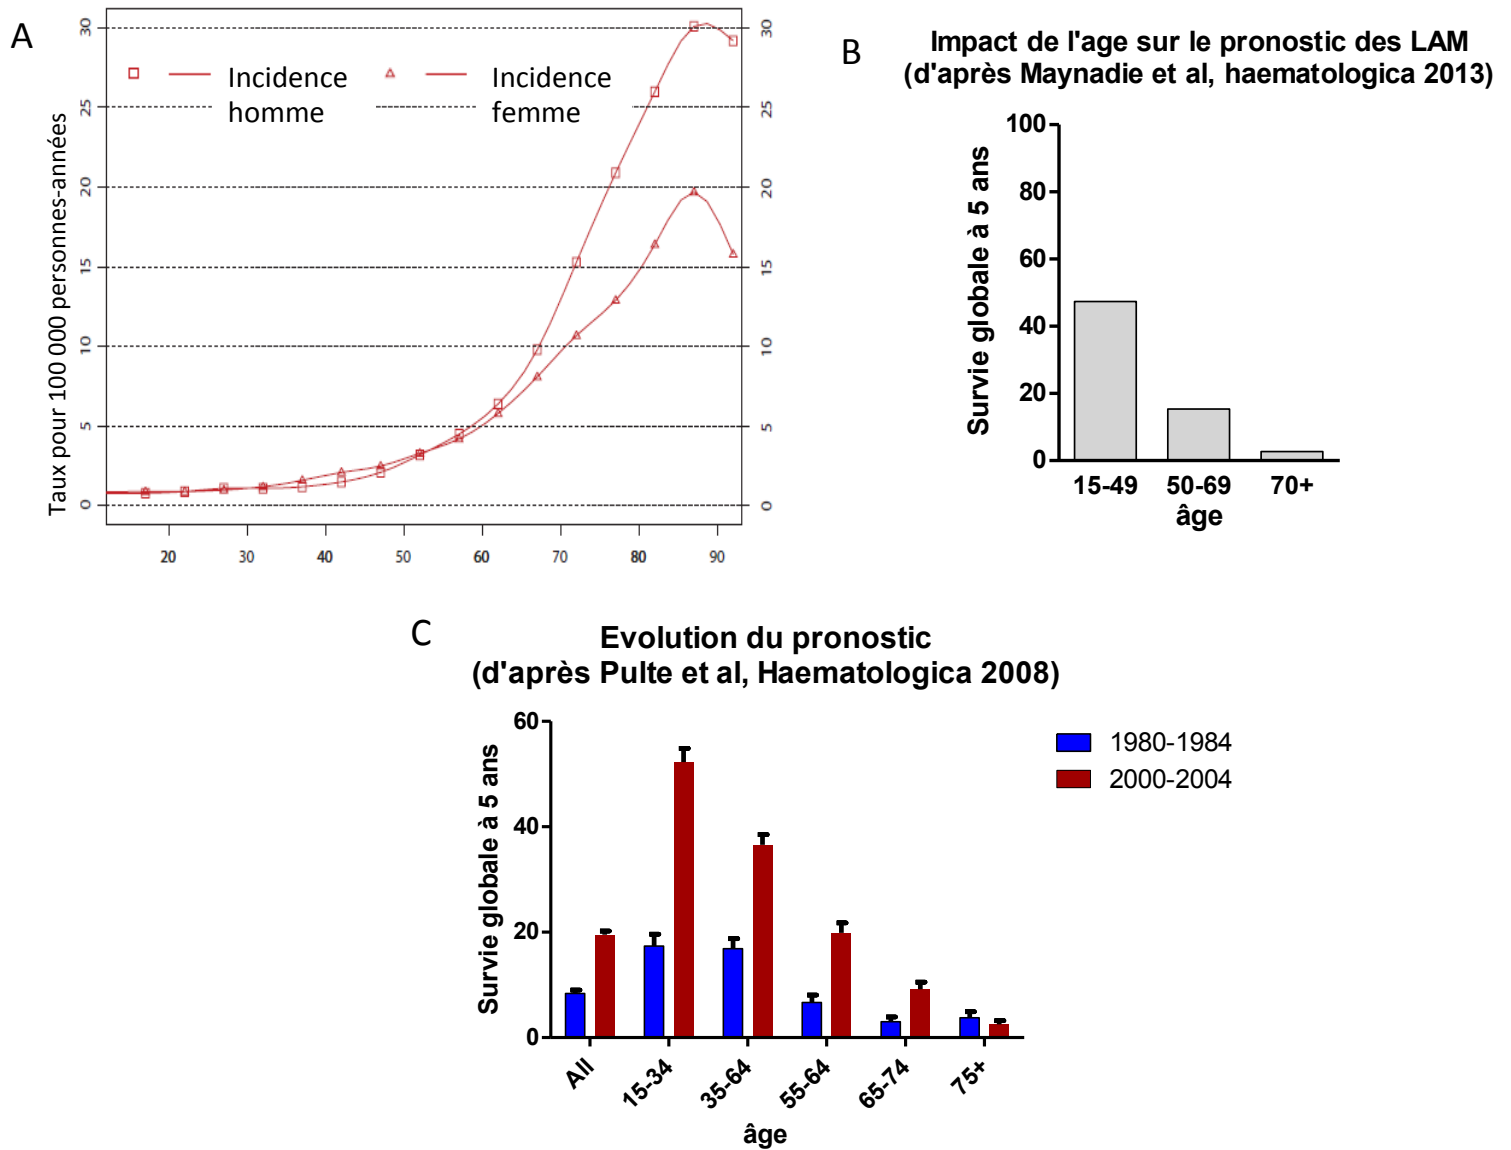 A
Taux pour 100 000 personnes-années
30
25
20
15
10
5
0
Incidence
homme
Incidence
femme
30
25
20
15
10
5
0
20
30
40
50
60
70
80
90
B
Impact de l'age sur le pronostic des LAM
(d'après Maynadie et al, haematologica 2013)
Survie globale à 5 ans
100
80
60
40
20
0
15-49
50-69
70+
âge
C
Evolution du pronostic
(d'après Pulte et al, Haematologica 2008)
Survie globale à 5 ans
60
40
20
0
1980-1984
2000-2004
All
15-34
35-64
55-64
65-74
75+
âge